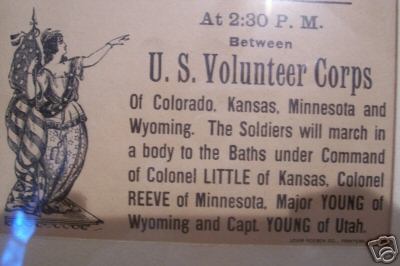 At 2:30 P. M.
Between
U. S. Volunteer Corps
Of Colorado, Kansas, Minnesota and
Wyoming. The Soldiers will march in
a body to the Baths under Command
of Colonel LITTLE of Kansas, Colonel
REEVE of Minnesota, Major YOUNG of
Wyoming and Capt. YOUNG of Utah.